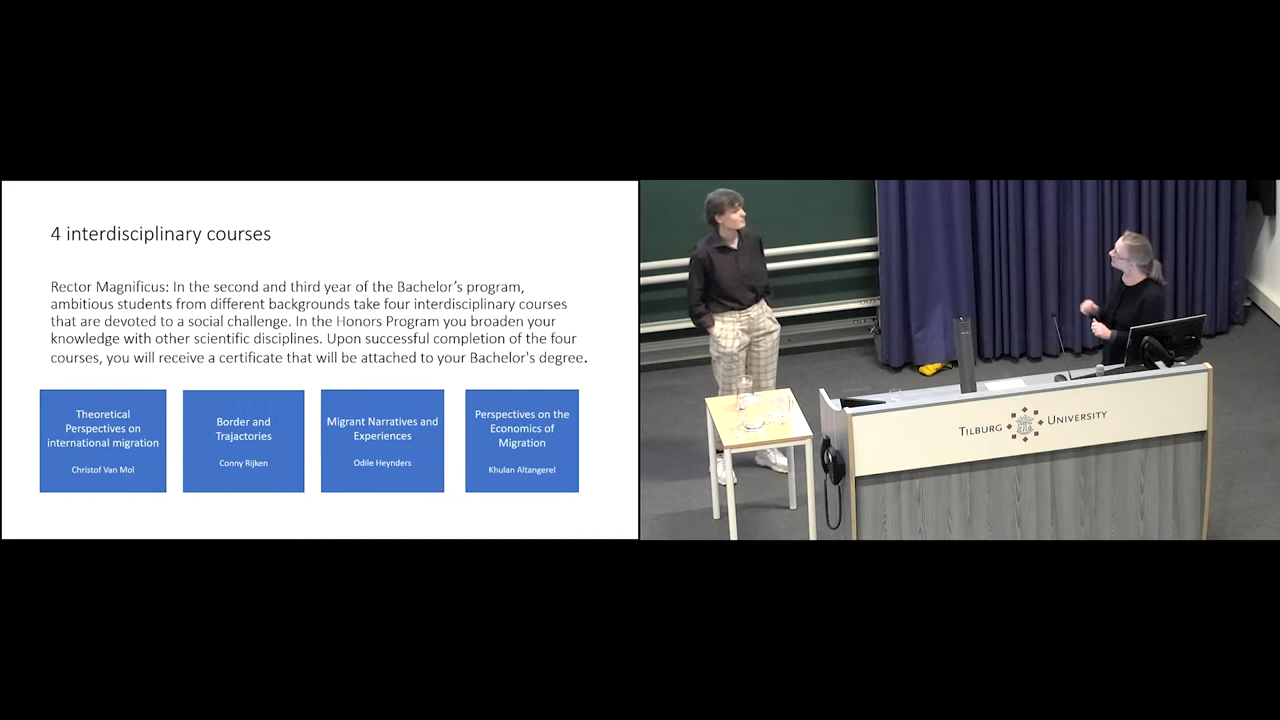 4 interdisciplinary courses
Rector Magnificus: In the second and third year of the Bachelor’s program,
ambitious students from different backgrounds take four interdisciplinary courses
that are devoted to a social challenge. In the Honors Program you broaden your
knowledge with other scientific disciplines. Upon successful completion of the four
courses, you will receive a certificate that will be attached to your Bachelor's degree.
Theoretical
Perspectives on
international migration
Christof Van Mol
Border and
Trajactories
Conny Rijken
Migrant Narratives and
Experiences
Odile Heynders
Perspectives on the
Economics of
Migration
Khulan Altangerel
TILBURG UNIVERSITY